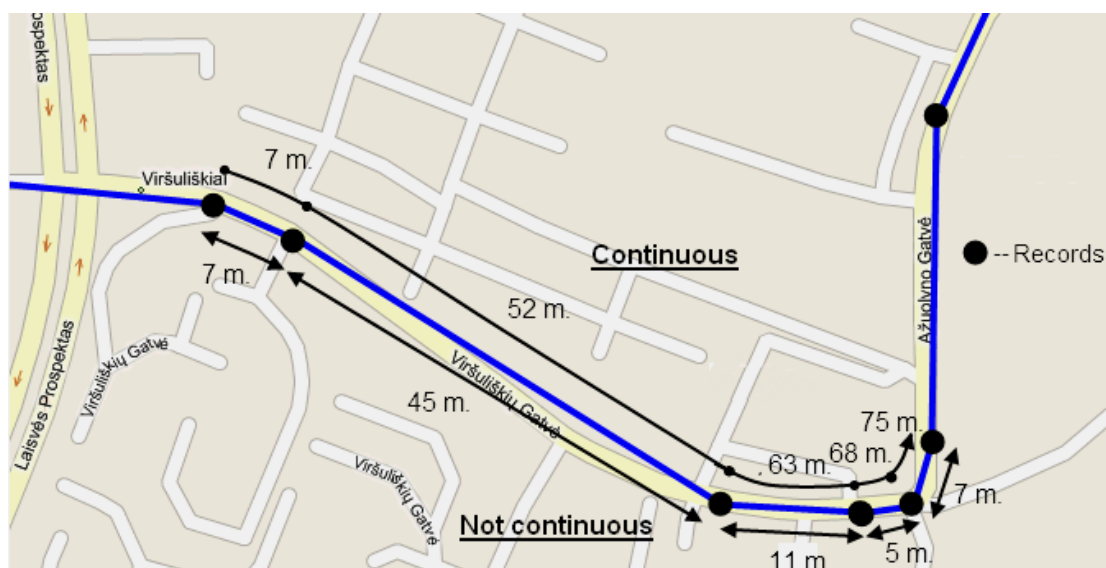 ospektas
Prospektas
7 m.
Viršuliškiai
Continuous
-- Records
7 m.
52 m.
Ažuolyno Gatvė
Viršuliškių Gatvė
Viršuliškių Gatvė
Laisvės Prospektas
45 m.
75 m.
68 m.
63 m.
Viršuliškių Gatvė
7 m.
Not continuous
11 m.
5 m.